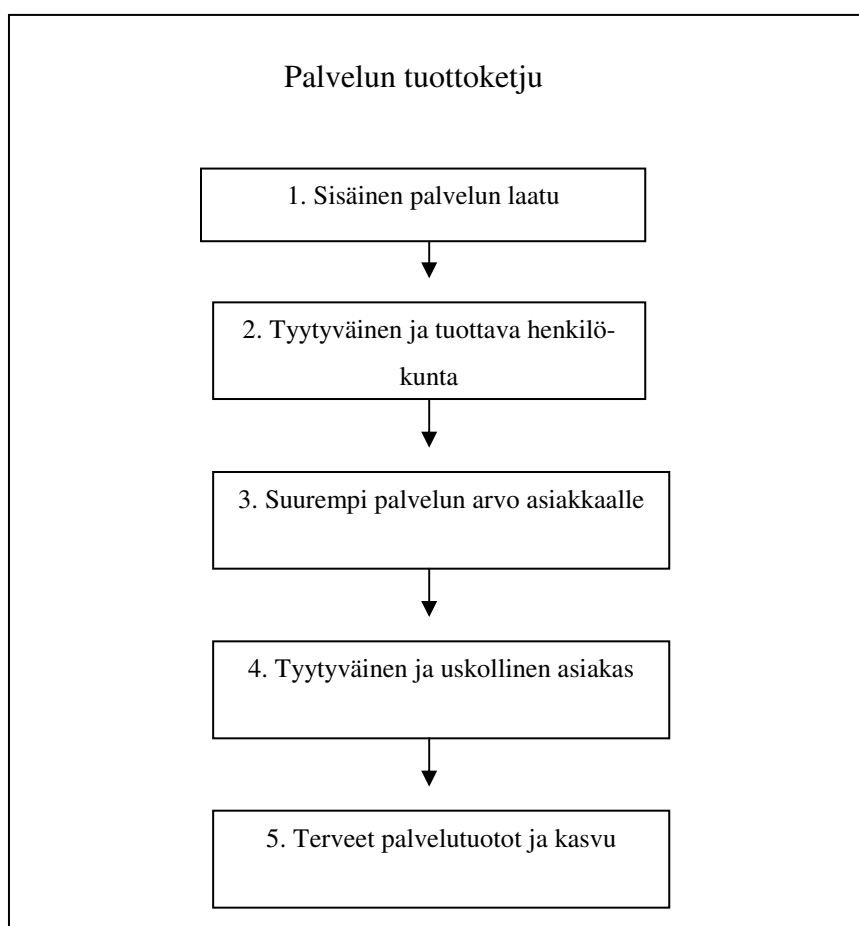 Palvelun tuottoketju
1. Sisäinen palvelun laatu
2. Tyytyväinen ja tuottava henkilö-
kunta
3. Suurempi palvelun arvo asiakkaalle
4. Tyytyväinen ja uskollinen asiakas
5. Terveet palvelutuotot ja kasvu